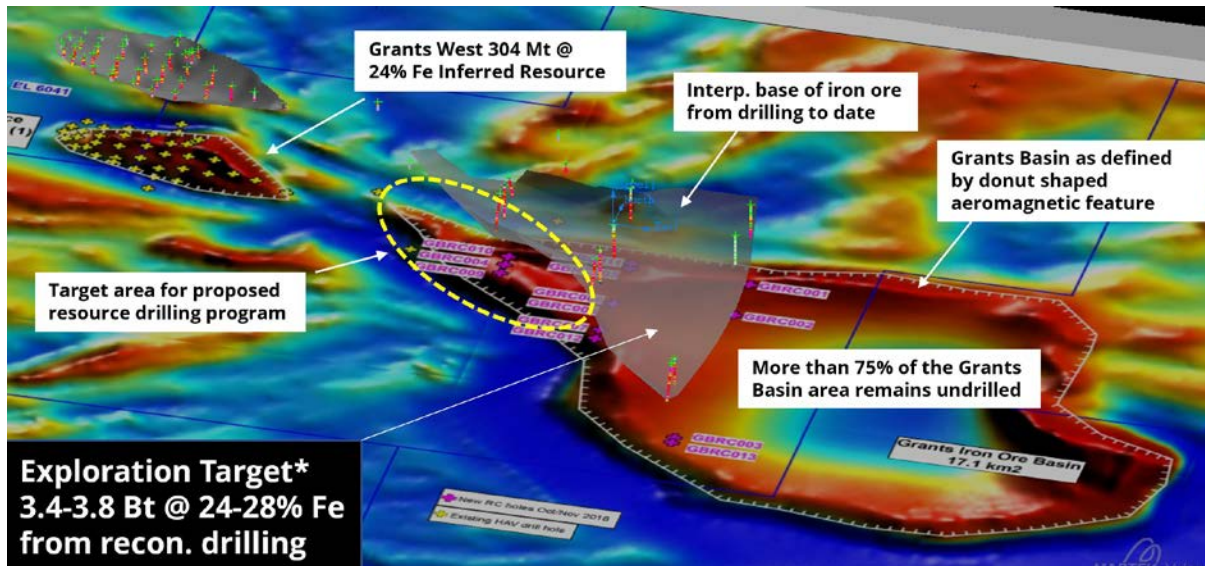 Grants West 304 Mt @
24% Fe Inferred Resource
Interp. base of iron ore
from drilling to date
Grants Basin as defined
by donut shaped
aeromagnetic feature
EL 6041
(1)
Target area for proposed
resource drilling program
GBRC010
GBRC004
GBRC009
GBRC012
GBRC001
GBRC002
More than 75% of the Grants
Basin area remains undrilled
GBRC003
GBRC013
Grants Iron Ore Basin
17.1 km2
Exploration Target*
3.4-3.8 Bt @ 24-28% Fe
from recon. drilling
New RC holes Oct/Nov 2018
Existing HAV drill hole